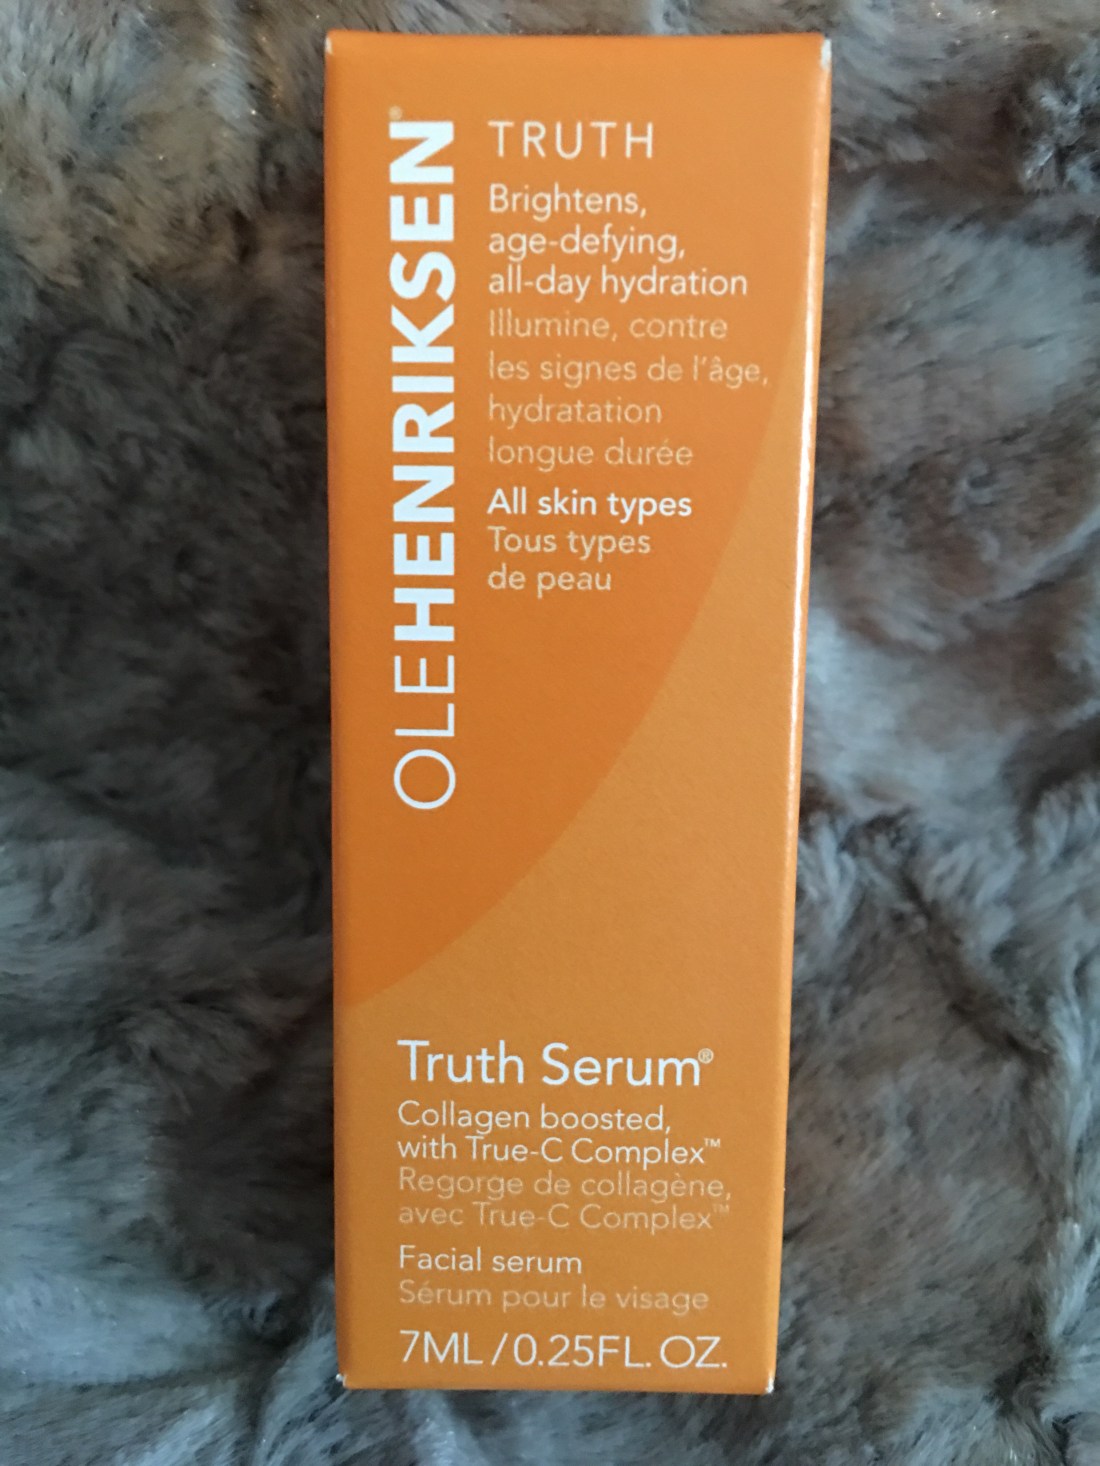 OLEHENRIKSEN®
TRUTH
Brightens,
age-defying,
all-day hydration
Illumine, contre
les signes de l'âge,
hydratation
longue durée
All skin types
Tous types
de peau
Truth Serum®
Collagen boosted,
with True-C Complex™
Regorge de collagène,
avec True-C Complex™
Facial serum
Sérum pour le visage
7ML/0.25FL. OZ.